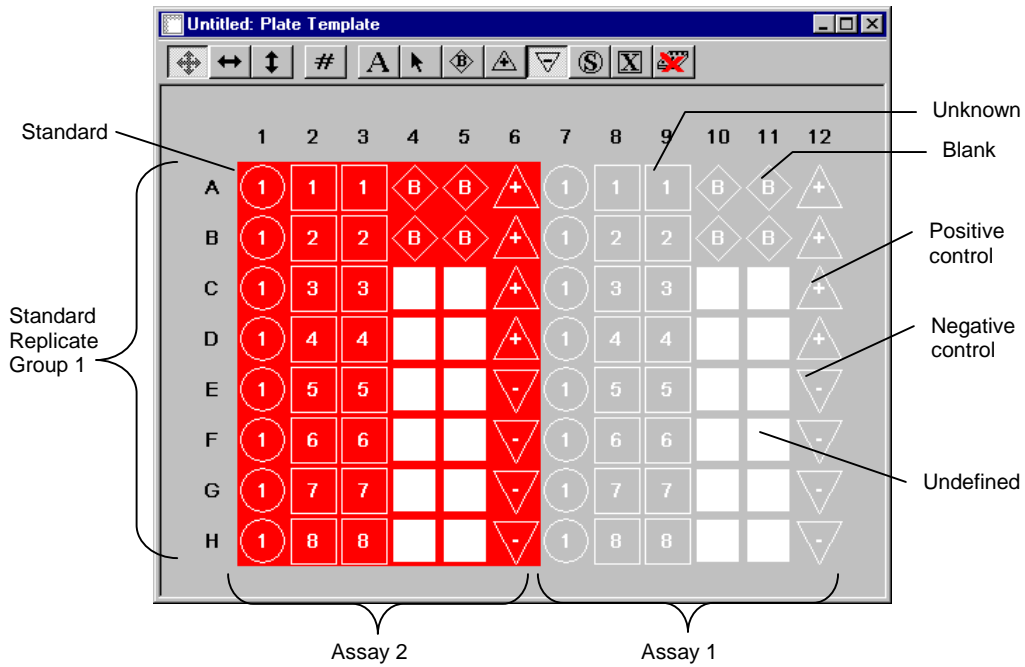 Untitled: Plate Template
# A B + - S X
Unknown
Standard
1 2 3 4 5 6 7 8 9 10 11 12
Blank
A 1 1 1 B B + 1 1 1 B B +
B 1 2 2 B B + 1 2 2 B B +
Positive
control
C 1 3 3 + 1 3 3 +
Standard
Replicate
Group 1
D 1 4 4 + 1 4 4 +
Negative
control
E 1 5 5 - 1 5 5 -
F 1 6 6 - 1 6 6 -
Undefined
G 1 7 7 - 1 7 7 -
H 1 8 8 - 1 8 8 -
Assay 2
Assay 1